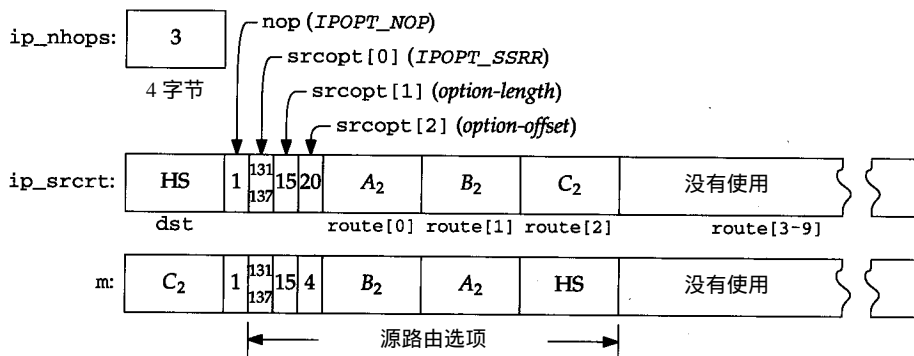 nop (IPOPT_NOP)
ip_nhops: 3
srcopt[0] (IPOPT_SSRR)
4 字节
srcopt[1] (option-length)
srcopt[2] (option-offset)
ip_srcrt: HS 1 131 137 15 20 A2 B2 C2 没有使用
dst route[0] route[1] route[2] route[3-9]
m: C2 1 131 137 15 4 B2 A2 HS 没有使用
源路由选项